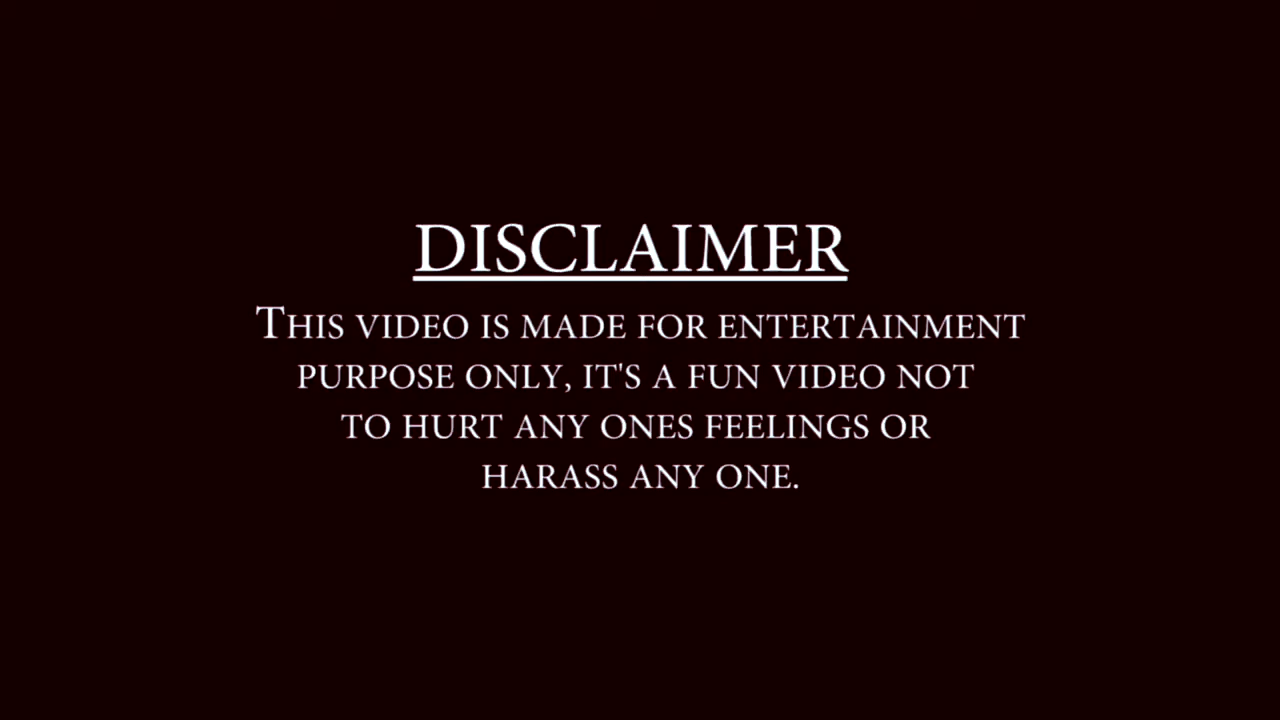 DISCLAIMER
THIS VIDEO IS MADE FOR ENTERTAINMENT
PURPOSE ONLY, IT'S A FUN VIDEO NOT
TO HURT ANY ONES FEELINGS OR
HARASS ANY ONE.